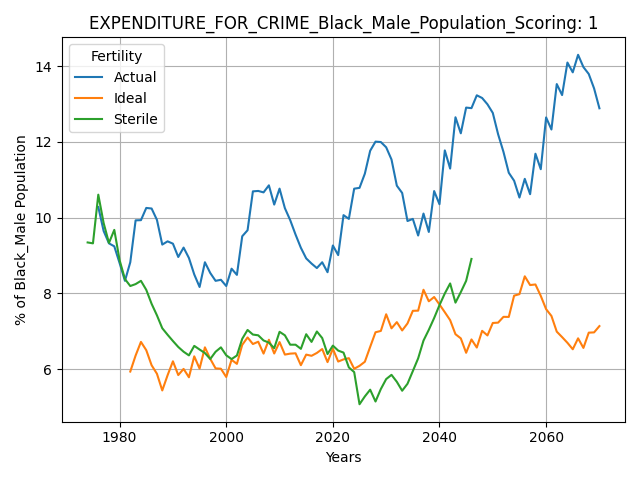 EXPENDITURE_FOR_CRIME_Black_Male_Population_Scoring: 1
Fertility
Actual
Ideal
Sterile
% of Black_Male Population
14
12
10
8
6
1980 2000 2020 2040 2060
Years